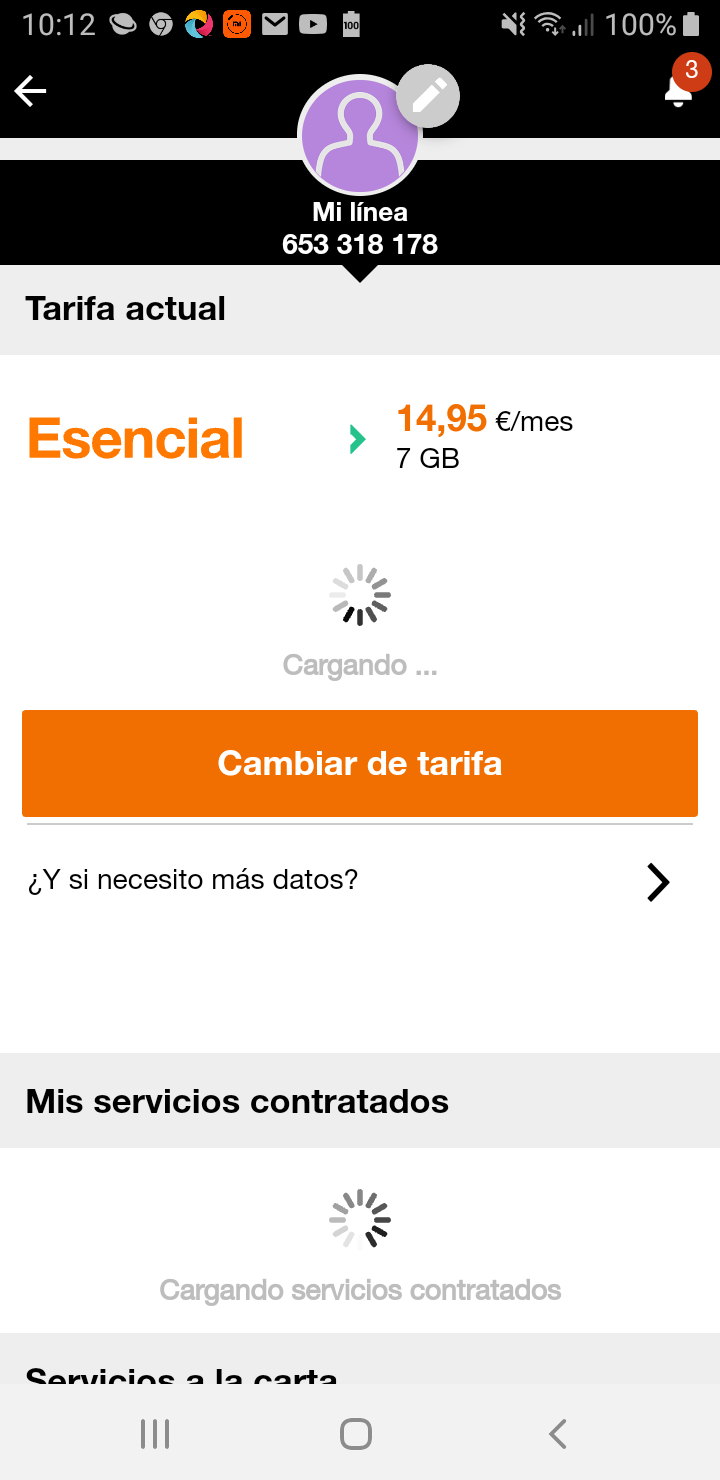 10:12
100%
3
Mi línea
653 318 178
Tarifa actual
Esencial
14,95 €/mes
7 GB
Cargando ...
Cambiar de tarifa
¿Y si necesito más datos?
Mis servicios contratados
Cargando servicios contratados
Servicios a la carta